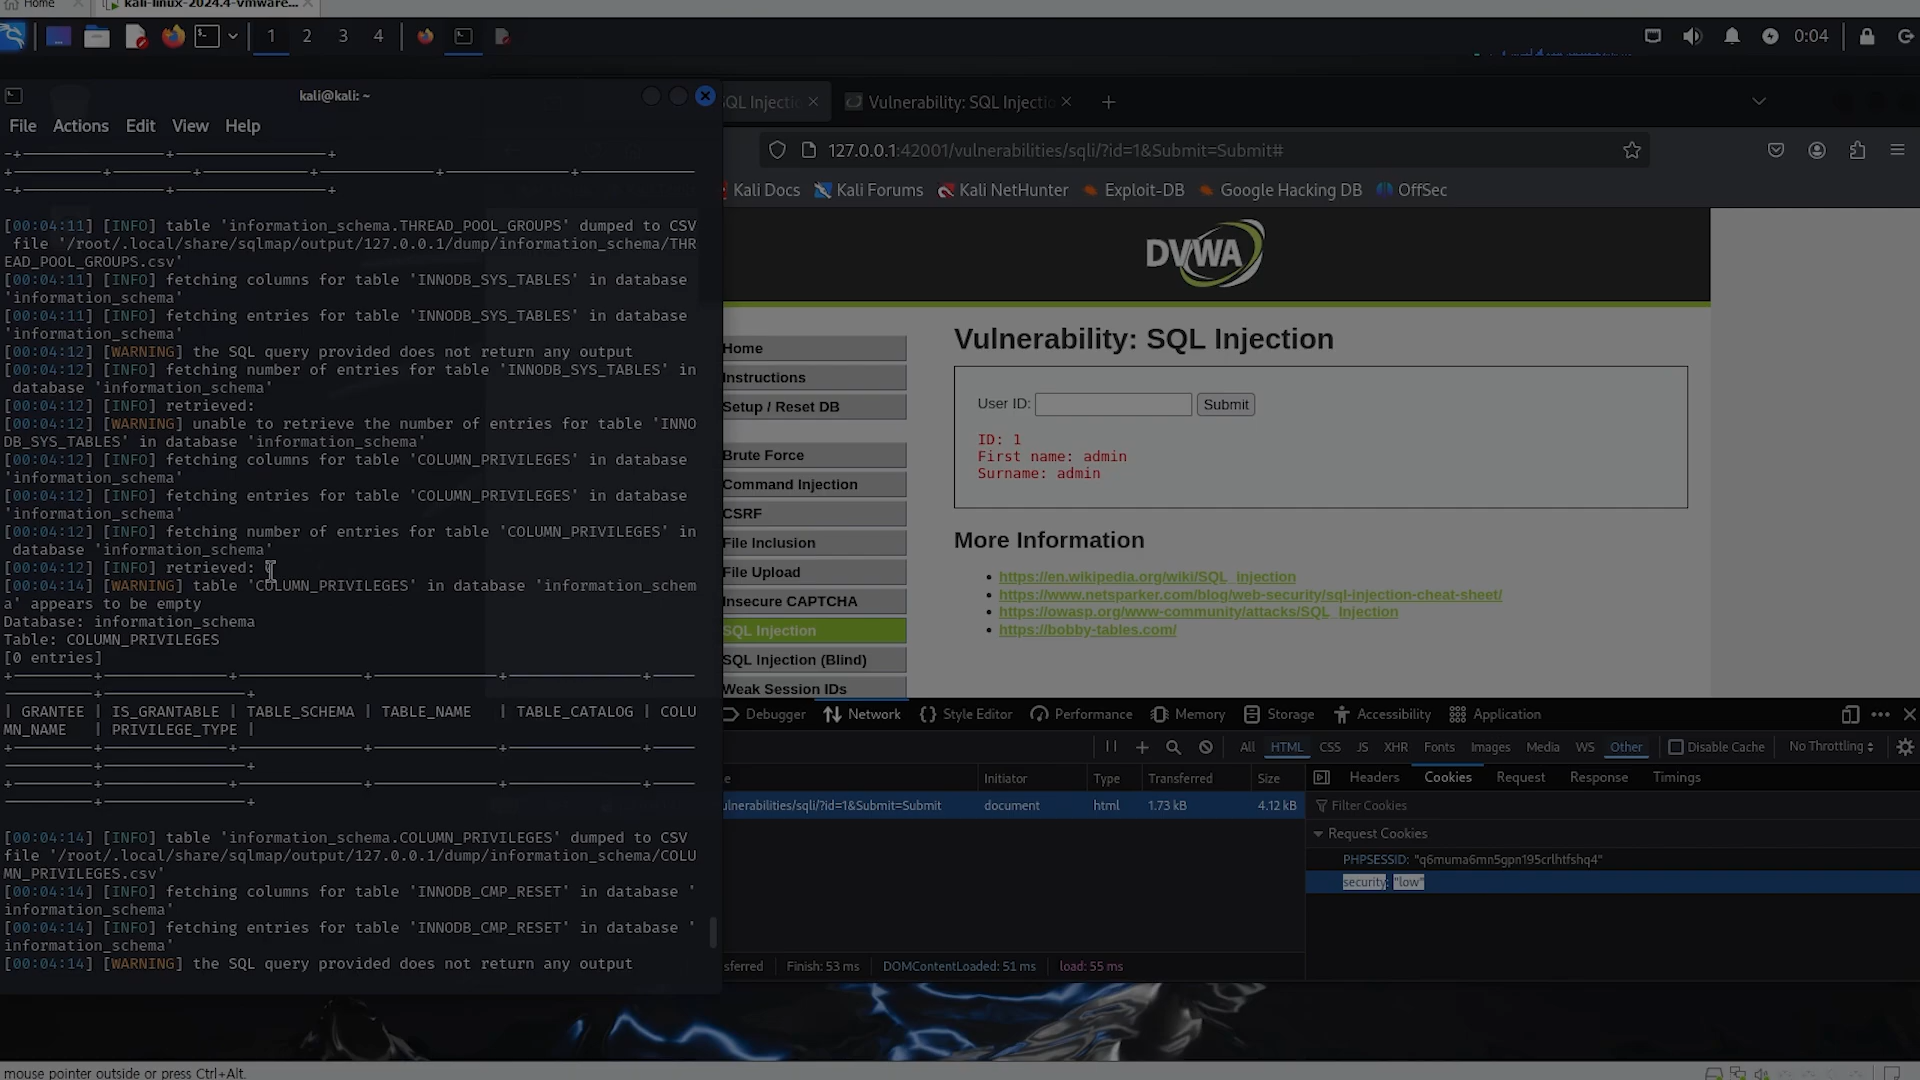 Home
kali-linux-2024.4-vmware...
1 2 3 4
0:04
kali@kali: ~
File Actions Edit View Help
[00:04:11] [INFO] table 'information_schema.THREAD_POOL_GROUPS' dumped to CSV
file '/root/.local/share/sqlmap/output/127.0.0.1/dump/information_schema/THR
EAD_POOL_GROUPS.csv'
[00:04:11] [INFO] fetching columns for table 'INNODB_SYS_TABLES' in database
'information_schema'
[00:04:11] [INFO] fetching entries for table 'INNODB_SYS_TABLES' in database
'information_schema'
[00:04:12] [WARNING] the SQL query provided does not return any output
[00:04:12] [INFO] fetching number of entries for table 'INNODB_SYS_TABLES' in
database 'information_schema'
[00:04:12] [INFO] retrieved:
[00:04:12] [WARNING] unable to retrieve the number of entries for table 'INNO
DB_SYS_TABLES' in database 'information_schema'
[00:04:12] [INFO] fetching columns for table 'COLUMN_PRIVILEGES' in database
'information_schema'
[00:04:12] [INFO] fetching entries for table 'COLUMN_PRIVILEGES' in database
'information_schema'
[00:04:12] [INFO] fetching number of entries for table 'COLUMN_PRIVILEGES' in
database 'information_schema'
[00:04:12] [INFO] retrieved:
[00:04:14] [WARNING] table 'COLUMN_PRIVILEGES' in database 'information_schem
a' appears to be empty
Database: information_schema
Table: COLUMN_PRIVILEGES
[0 entries]
| GRANTEE | IS_GRANTABLE | TABLE_SCHEMA | TABLE_NAME | TABLE_CATALOG | COLU
MN_NAME | PRIVILEGE_TYPE |
[00:04:14] [INFO] table 'information_schema.COLUMN_PRIVILEGES' dumped to CSV
file '/root/.local/share/sqlmap/output/127.0.0.1/dump/information_schema/COLU
MN_PRIVILEGES.csv'
[00:04:14] [INFO] fetching columns for table 'INNODB_CMP_RESET' in database '
information_schema'
[00:04:14] [INFO] fetching entries for table 'INNODB_CMP_RESET' in database '
information_schema'
[00:04:14] [WARNING] the SQL query provided does not return any output
SQL Injectic
Vulnerability: SQL Injectio
127.0.0.1:42001/vulnerabilities/sqli/?id=1&Submit=Submit#
Kali Docs Kali Forums Kali NetHunter Exploit-DB Google Hacking DB OffSec
DVWA
Home
Instructions
Setup / Reset DB
Brute Force
Command Injection
CSRF
File Inclusion
File Upload
Insecure CAPTCHA
SQL Injection
SQL Injection (Blind)
Weak Session IDs
Vulnerability: SQL Injection
User ID: Submit
ID: 1
First name: admin
Surname: admin
More Information
https://en.wikipedia.org/wiki/SQL_injection
https://www.netsparker.com/blog/web-security/sql-injection-cheat-sheet/
https://owasp.org/www-community/attacks/SQL_Injection
https://bobby-tables.com/
Debugger Network Style Editor Performance Memory Storage Accessibility Application
All HTML CSS JS XHR Fonts Images Media WS Other Disable Cache No Throttling
Initiator Type Transferred Size
ulnerabilities/sqli/?id=1&Submit=Submit document html 1.73 kB 4.12 kB
Headers Cookies Request Response Timings
Filter Cookies
Request Cookies
PHPSESSID: "q6muma6mn5gpn195crlhtfshq4"
security: "low"
sferred Finish: 53 ms DOMContentLoaded: 51 ms load: 55 ms
mouse pointer outside or press Ctrl+Alt.